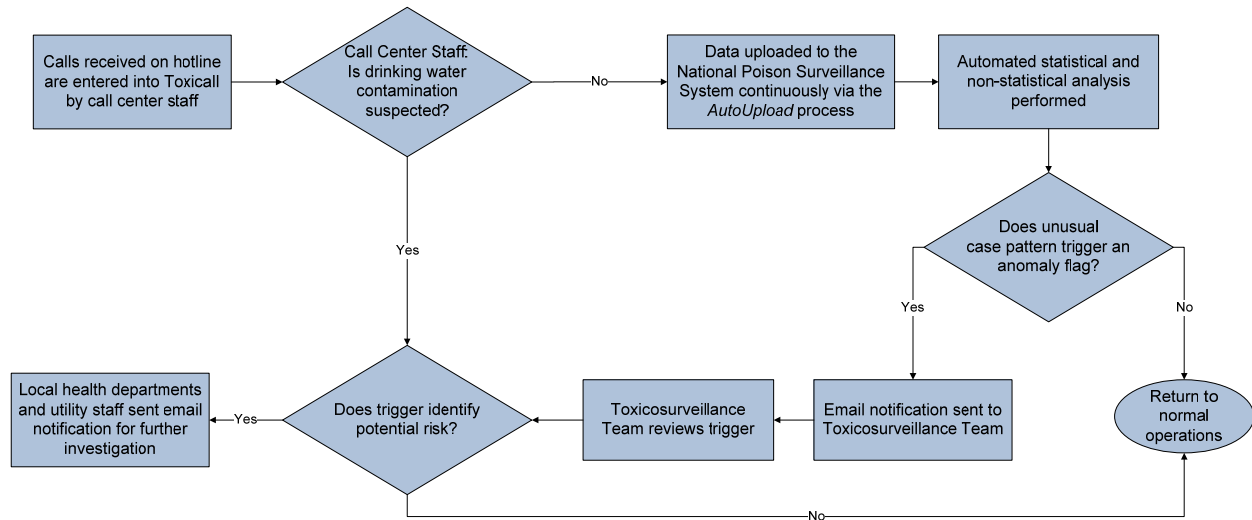 Calls received on hotline
are entered into Toxicall
by call center staff
Call Center Staff:
Is drinking water
contamination
suspected?
No
Data uploaded to the
National Poison Surveillance
System continuously via the
AutoUpload process
Automated statistical and
non-statistical analysis
performed
Yes
Does unusual
case pattern trigger an
anomaly flag?
Yes
No
Local health departments
and utility staff sent email
notification for further
investigation
Yes
Does trigger identify
potential risk?
Toxicosurveillance
Team reviews trigger
Email notification sent to
Toxicosurveillance Team
Return to
normal
operations
No